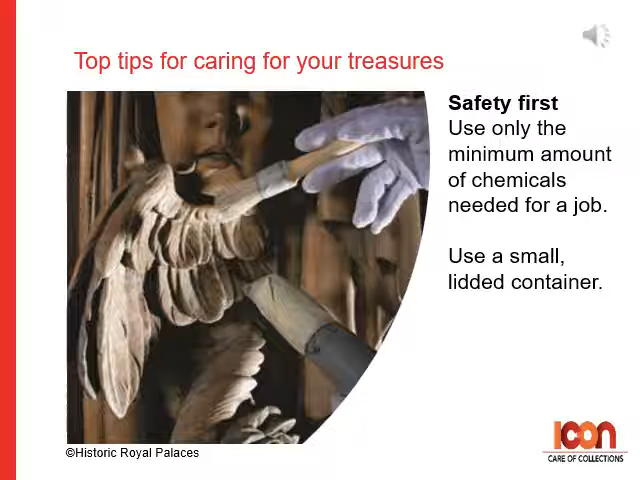 Top tips for caring for your treasures
Safety first
Use only the
minimum amount
of chemicals
needed for a job.
Use a small,
lidded container.
©Historic Royal Palaces
icon
CARE OF COLLECTIONS